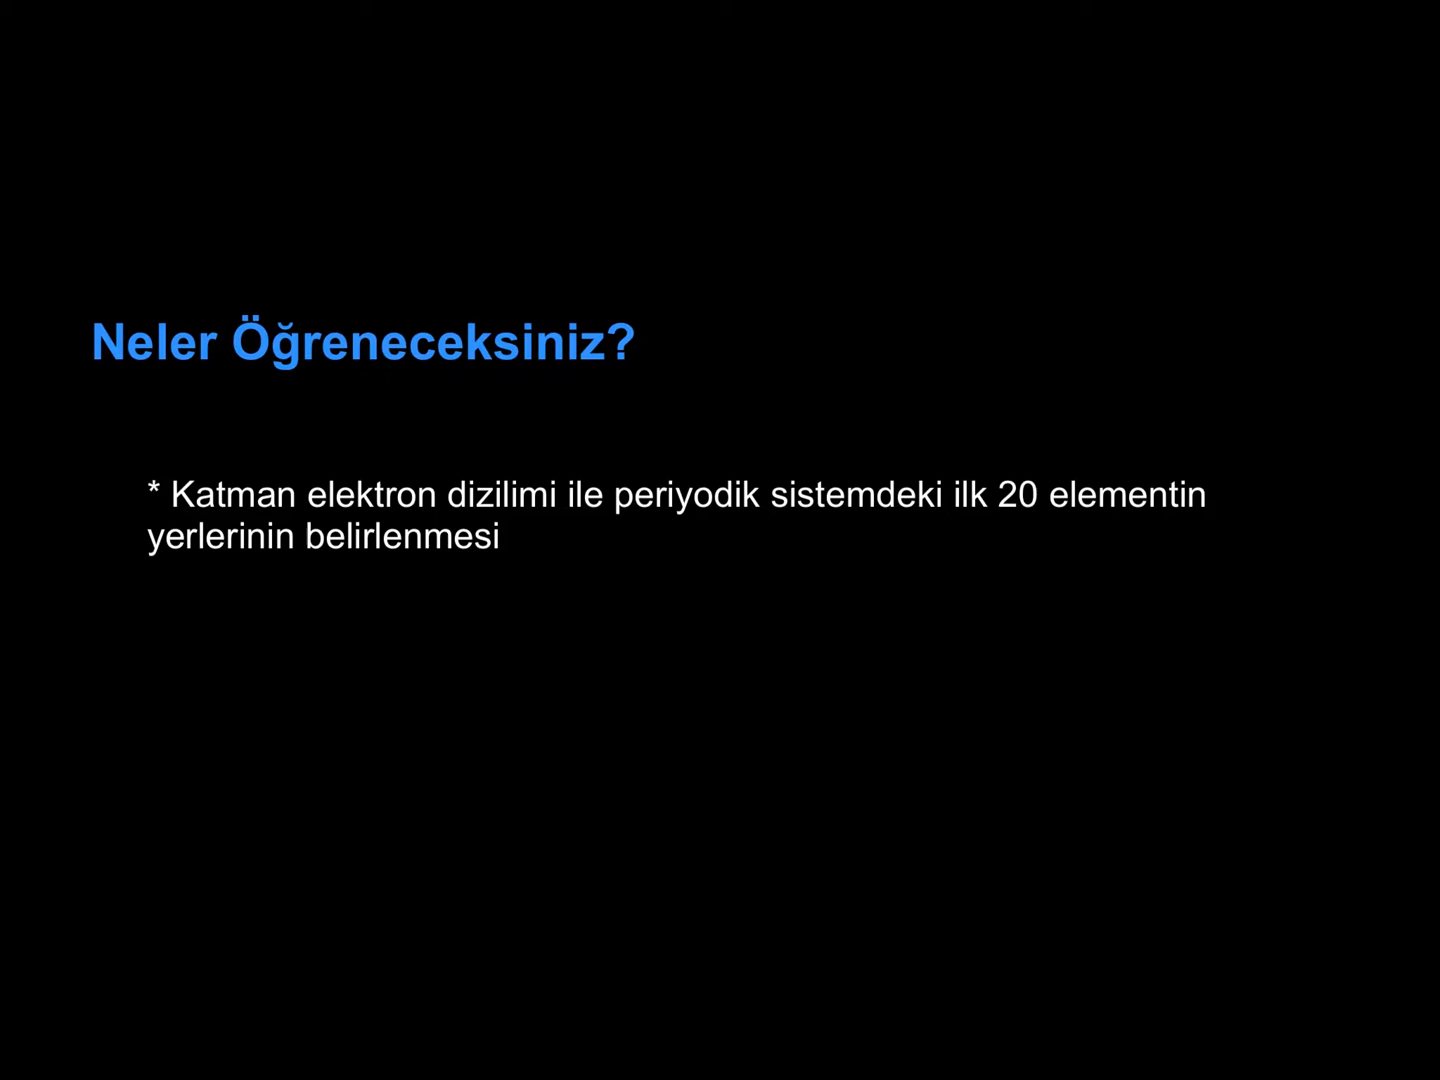 Neler Öğreneceksiniz?
* Katman elektron dizilimi ile periyodik sistemdeki ilk 20 elementin
yerlerinin belirlenmesi